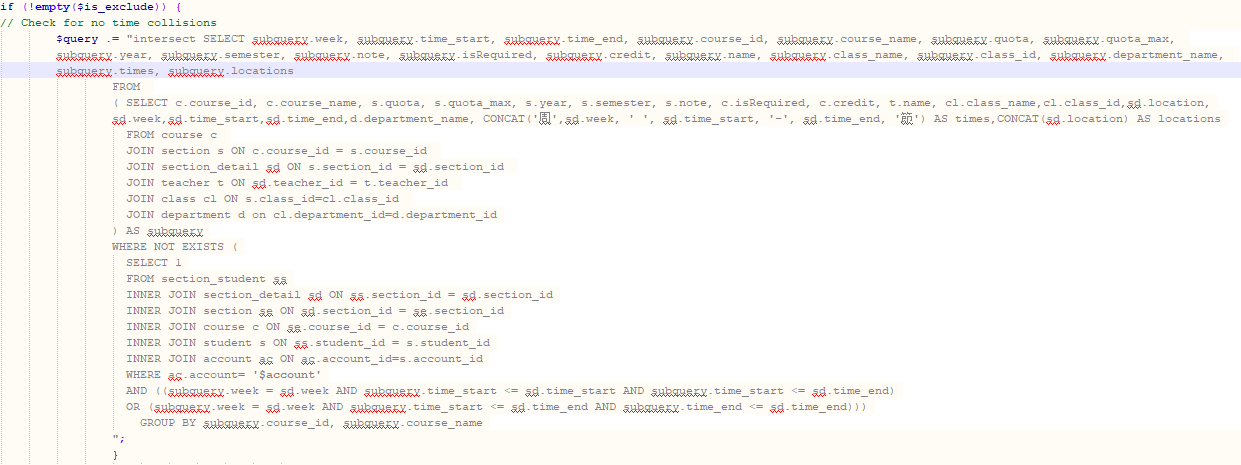 if (!empty($is_exclude)) {
// Check for no time collisions
$query .= "intersect SELECT subquery.week, subquery.time_start, subquery.time_end, subquery.course_id, subquery.course_name, subquery.quota, subquery.quota_max,
subquery.year, subquery.semester, subquery.note, subquery.isRequired, subquery.credit, subquery.name, subquery.class_name, subquery.class_id, subquery.department_name,
subquery.times, subquery.locations
FROM
( SELECT c.course_id, c.course_name, s.quota, s.quota_max, s.year, s.semester, s.note, c.isRequired, c.credit, t.name, cl.class_name,cl.class_id,sd.location,
sd.week,sd.time_start,sd.time_end,d.department_name, CONCAT('周',sd.week, ' ', sd.time_start, '-', sd.time_end, '節') AS times,CONCAT(sd.location) AS locations
FROM course c
JOIN section s ON c.course_id = s.course_id
JOIN section_detail sd ON s.section_id = sd.section_id
JOIN teacher t ON sd.teacher_id = t.teacher_id
JOIN class cl ON s.class_id=cl.class_id
JOIN department d on cl.department_id=d.department_id
) AS subquery
WHERE NOT EXISTS (
SELECT 1
FROM section_student ss
INNER JOIN section_detail sd ON ss.section_id = sd.section_id
INNER JOIN section se ON sd.section_id = se.section_id
INNER JOIN course c ON se.course_id = c.course_id
INNER JOIN student s ON ss.student_id = s.student_id
INNER JOIN account ac ON ac.account_id=s.account_id
WHERE ac.account= '$account'
AND ((subquery.week = sd.week AND subquery.time_start <= sd.time_start AND subquery.time_start <= sd.time_end)
OR (subquery.week = sd.week AND subquery.time_start <= sd.time_end AND subquery.time_end <= sd.time_end)))
GROUP BY subquery.course_id, subquery.course_name
";
}